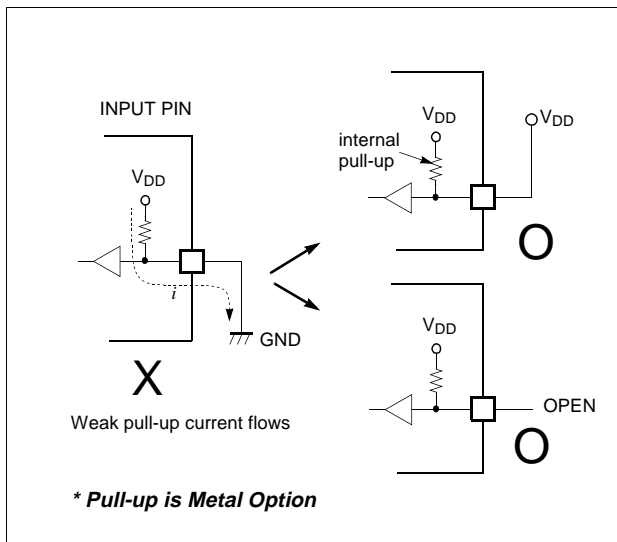 INPUT PIN
VDD
i
GND
X
Weak pull-up current flows
internal
pull-up
VDD
VDD
O
VDD
OPEN
O
* Pull-up is Metal Option